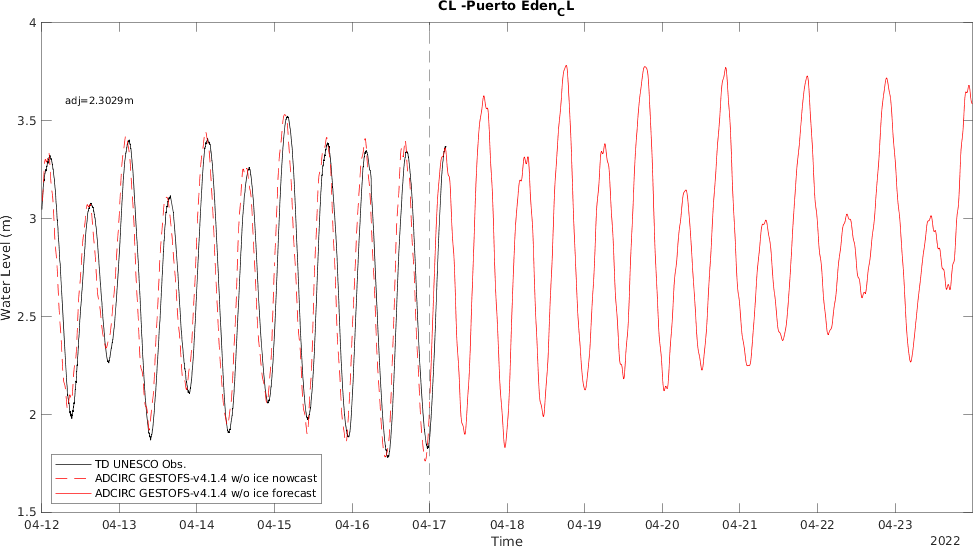 CL -Puerto Eden_CL
4
adj=2.3029m
3.5
3
Water Level (m)
2.5
2
TD UNESCO Obs.
ADCIRC GESTOFS-v4.1.4 w/o ice nowcast
ADCIRC GESTOFS-v4.1.4 w/o ice forecast
1.5
04-12 04-13 04-14 04-15 04-16 04-17 04-18 04-19 04-20 04-21 04-22 04-23
Time
2022